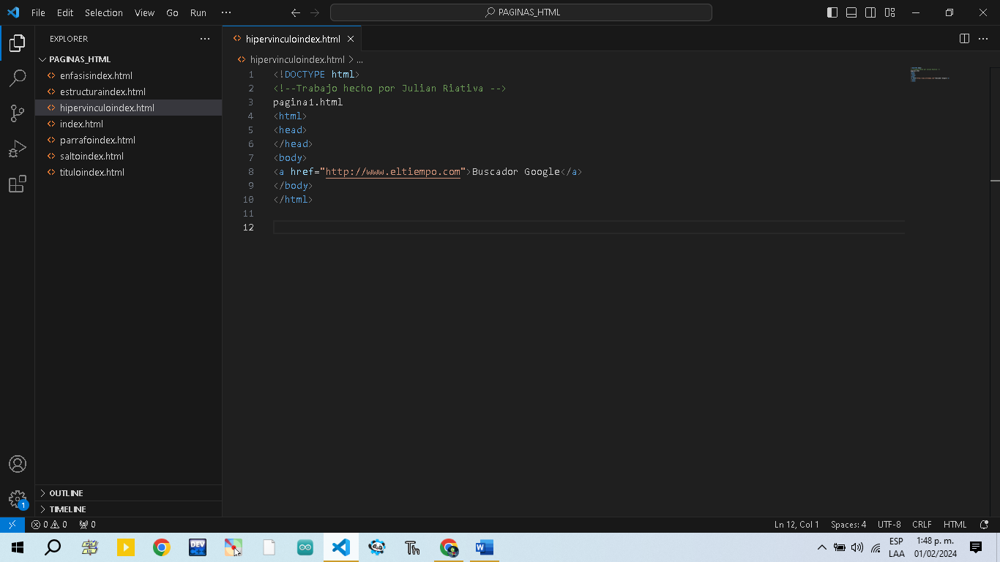 File Edit Selection View Go Run ··· PAGINAS_HTML
EXPLORER ···
PAGINAS_HTML
enfasisindex.html
estructuraindex.html
hipervinculoindex.html
index.html
parrafoindex.html
saltoindex.html
tituloindex.html
OUTLINE
TIMELINE
hipervinculoindex.html
hipervinculoindex.html > ...
1 <!DOCTYPE html>
2 <!--Trabajo hecho por Julian Riativa -->
3 pagina1.html
4 <html>
5 <head>
6 </head>
7 <body>
8 <a href="http://www.eltiempo.com">Buscador Google</a>
9 </body>
10 </html>
11
12
1
0 0 0 Ln 12, Col 1 Spaces: 4 UTF-8 CRLF HTML
DEV Th W ESP 1:48 p. m.
LAA 01/02/2024